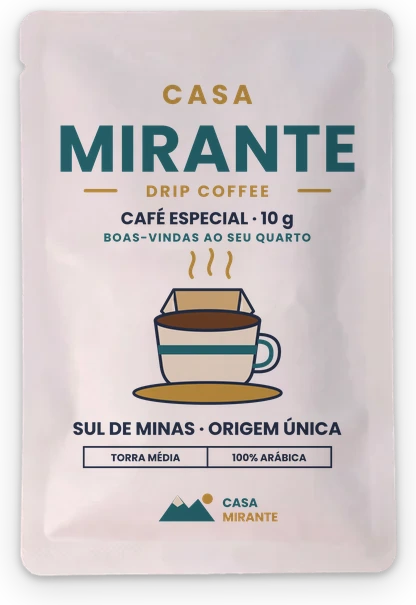 CASA
MIRANTE
DRIP COFFEE
CAFÉ ESPECIAL · 10 g
BOAS-VINDAS AO SEU QUARTO
SUL DE MINAS · ORIGEM ÚNICA
TORRA MÉDIA
100% ARÁBICA
CASA
MIRANTE